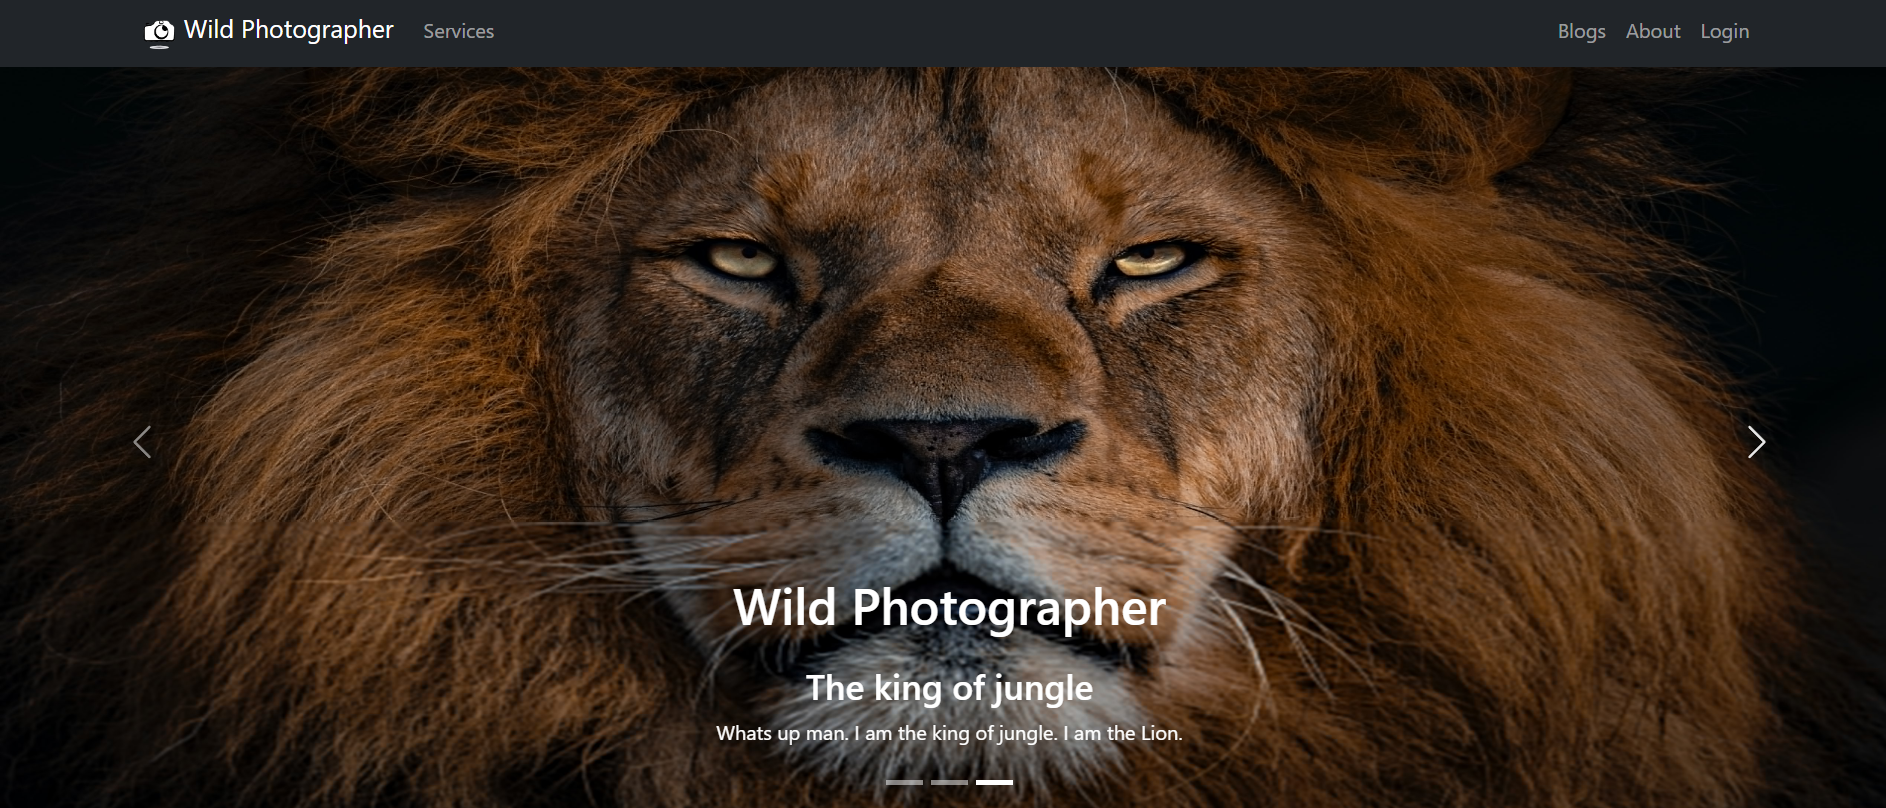 Wild Photographer
Services
Blogs
About
Login
Wild Photographer
The king of jungle
Whats up man. I am the king of jungle. I am the Lion.